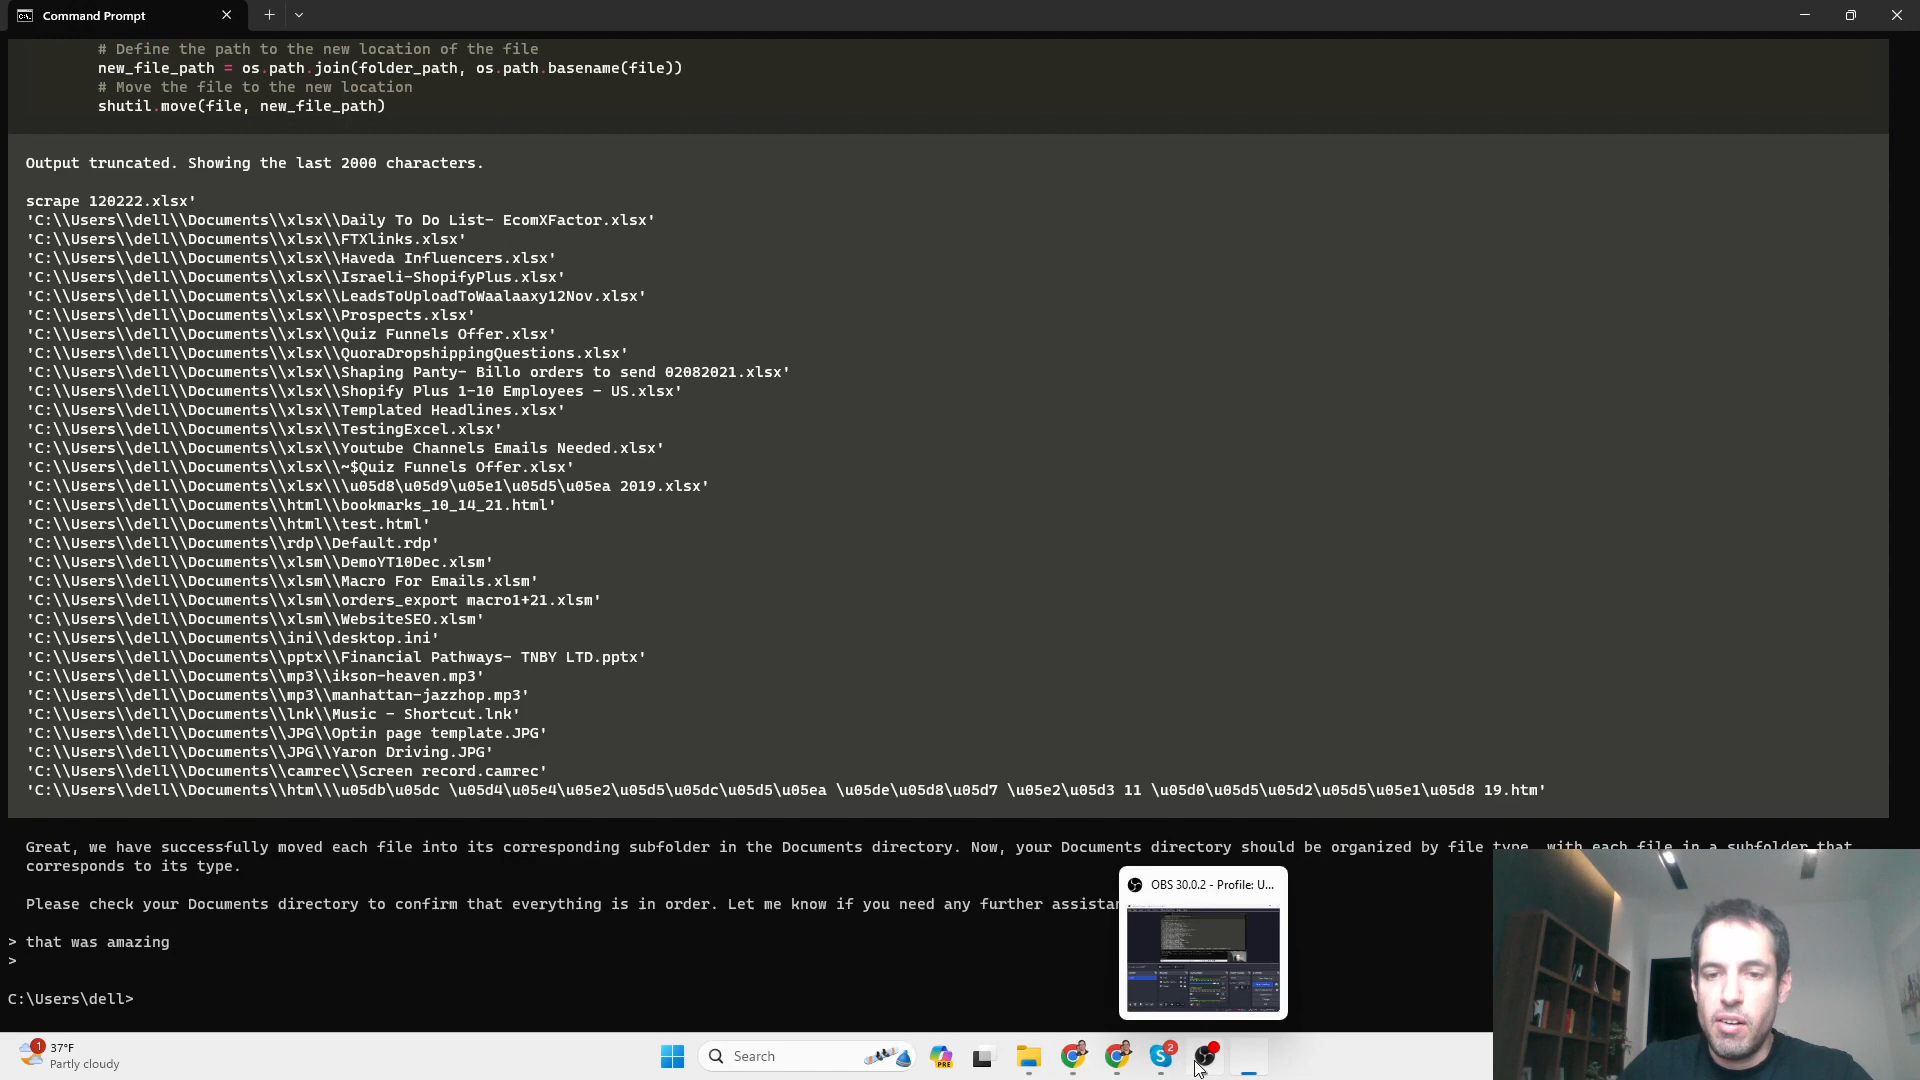 Command Prompt
# Define the path to the new location of the file
new_file_path = os.path.join(folder_path, os.path.basename(file))
# Move the file to the new location
shutil.move(file, new_file_path)
Output truncated. Showing the last 2000 characters.
scrape 120222.xlsx'
'C:\\Users\\dell\\Documents\\xlsx\\Daily To Do List- EcomXFactor.xlsx'
'C:\\Users\\dell\\Documents\\xlsx\\FTXlinks.xlsx'
'C:\\Users\\dell\\Documents\\xlsx\\Haveda Influencers.xlsx'
'C:\\Users\\dell\\Documents\\xlsx\\Israeli-ShopifyPlus.xlsx'
'C:\\Users\\dell\\Documents\\xlsx\\LeadsToUploadToWaalaaxy12Nov.xlsx'
'C:\\Users\\dell\\Documents\\xlsx\\Prospects.xlsx'
'C:\\Users\\dell\\Documents\\xlsx\\Quiz Funnels Offer.xlsx'
'C:\\Users\\dell\\Documents\\xlsx\\QuoraDropshippingQuestions.xlsx'
'C:\\Users\\dell\\Documents\\xlsx\\Shaping Panty- Billo orders to send 02082021.xlsx'
'C:\\Users\\dell\\Documents\\xlsx\\Shopify Plus 1-10 Employees - US.xlsx'
'C:\\Users\\dell\\Documents\\xlsx\\Templated Headlines.xlsx'
'C:\\Users\\dell\\Documents\\xlsx\\TestingExcel.xlsx'
'C:\\Users\\dell\\Documents\\xlsx\\Youtube Channels Emails Needed.xlsx'
'C:\\Users\\dell\\Documents\\xlsx\\~$Quiz Funnels Offer.xlsx'
'C:\\Users\\dell\\Documents\\xlsx\\\u05d8\u05d9\u05e1\u05d5\u05ea 2019.xlsx'
'C:\\Users\\dell\\Documents\\html\\bookmarks_10_14_21.html'
'C:\\Users\\dell\\Documents\\html\\test.html'
'C:\\Users\\dell\\Documents\\rdp\\Default.rdp'
'C:\\Users\\dell\\Documents\\xlsm\\DemoYT10Dec.xlsm'
'C:\\Users\\dell\\Documents\\xlsm\\Macro For Emails.xlsm'
'C:\\Users\\dell\\Documents\\xlsm\\orders_export macro1+21.xlsm'
'C:\\Users\\dell\\Documents\\xlsm\\WebsiteSEO.xlsm'
'C:\\Users\\dell\\Documents\\ini\\desktop.ini'
'C:\\Users\\dell\\Documents\\pptx\\Financial Pathways- TNBY LTD.pptx'
'C:\\Users\\dell\\Documents\\mp3\\ikson-heaven.mp3'
'C:\\Users\\dell\\Documents\\mp3\\manhattan-jazzhop.mp3'
'C:\\Users\\dell\\Documents\\lnk\\Music - Shortcut.lnk'
'C:\\Users\\dell\\Documents\\JPG\\Optin page template.JPG'
'C:\\Users\\dell\\Documents\\JPG\\Yaron Driving.JPG'
'C:\\Users\\dell\\Documents\\camrec\\Screen record.camrec'
'C:\\Users\\dell\\Documents\\htm\\\u05db\u05dc \u05d4\u05e4\u05e2\u05d5\u05dc\u05d5\u05ea \u05de\u05d8\u05d7 \u05e2\u05d3 11 \u05d0\u05d5\u05d2\u05d5\u05e1\u05d8 19.htm'
Great, we have successfully moved each file into its corresponding subfolder in the Documents directory. Now, your Documents directory should be organized by file type, with each file in a subfolder that
corresponds to its type.
Please check your Documents directory to confirm that everything is in order. Let me know if you need any further
> that was amazing
>
C:\Users\dell>
OBS 30.0.2 - Profile: U...
1
37°F
Partly cloudy
Search
PRE
2